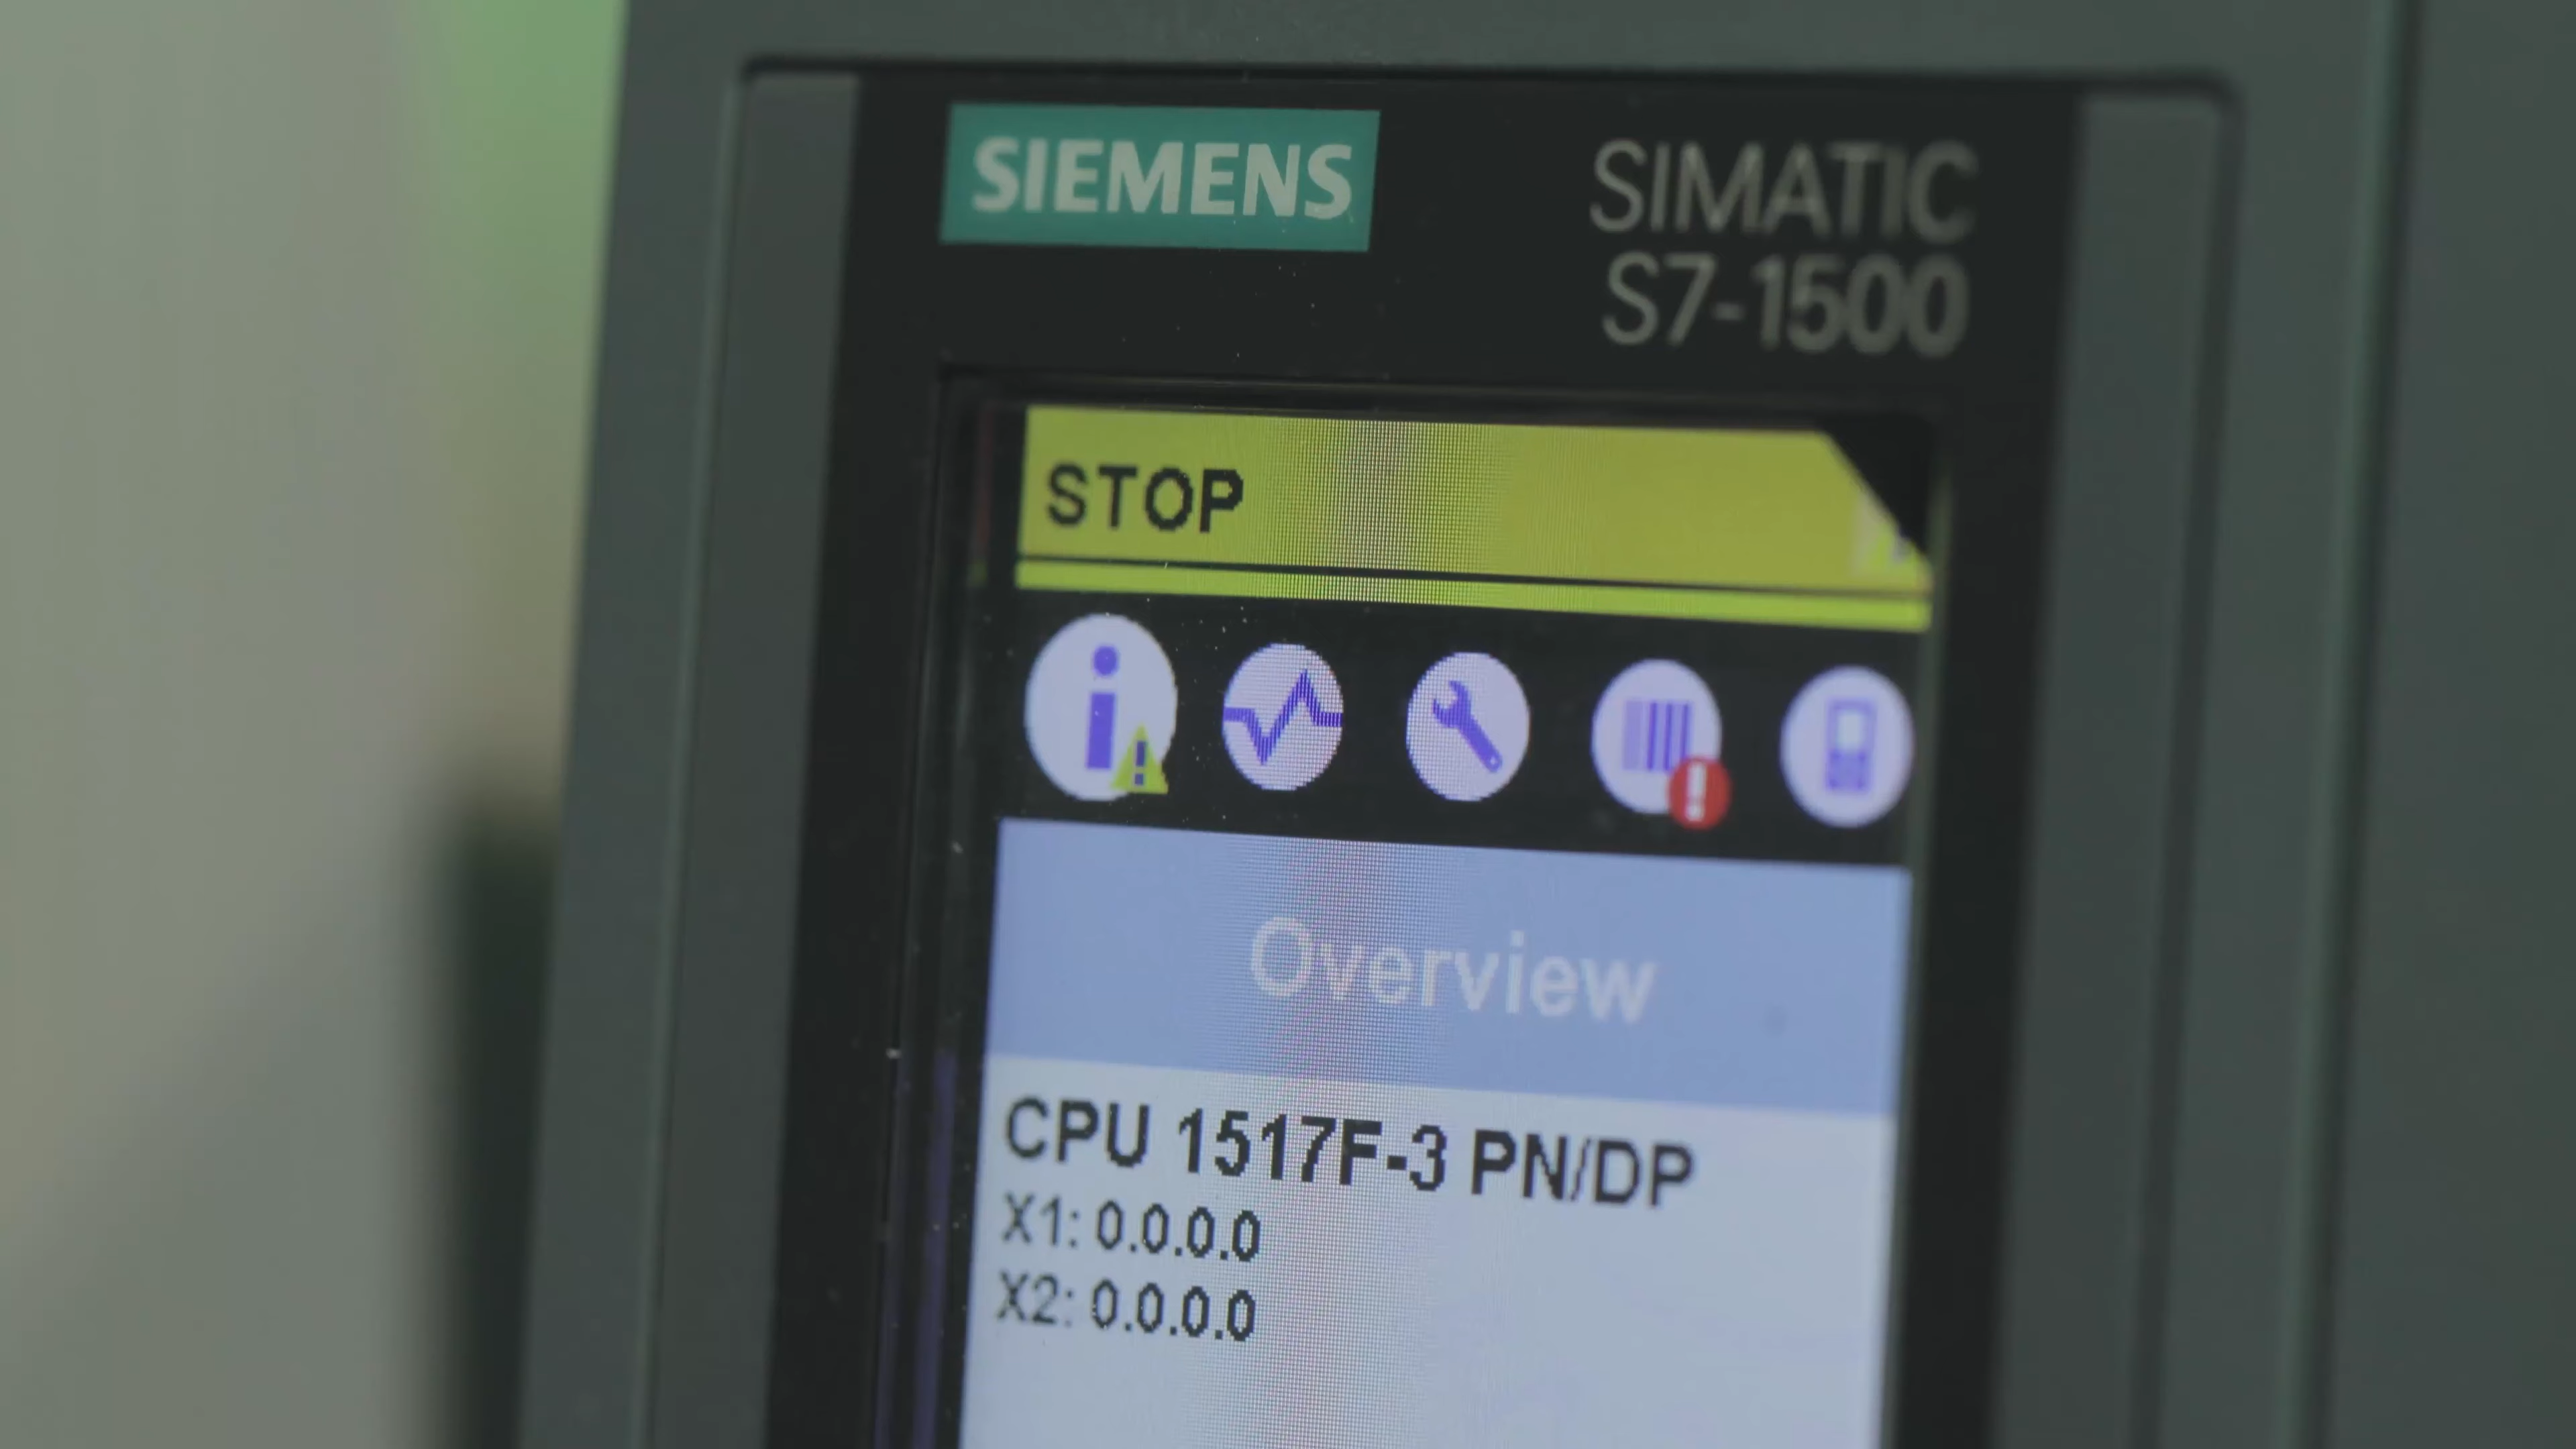 SIEMENS
SIMATIC
S7-1500
STOP
Overview
CPU 1517F-3 PN/DP
X1: 0.0.0.0
X2: 0.0.0.0